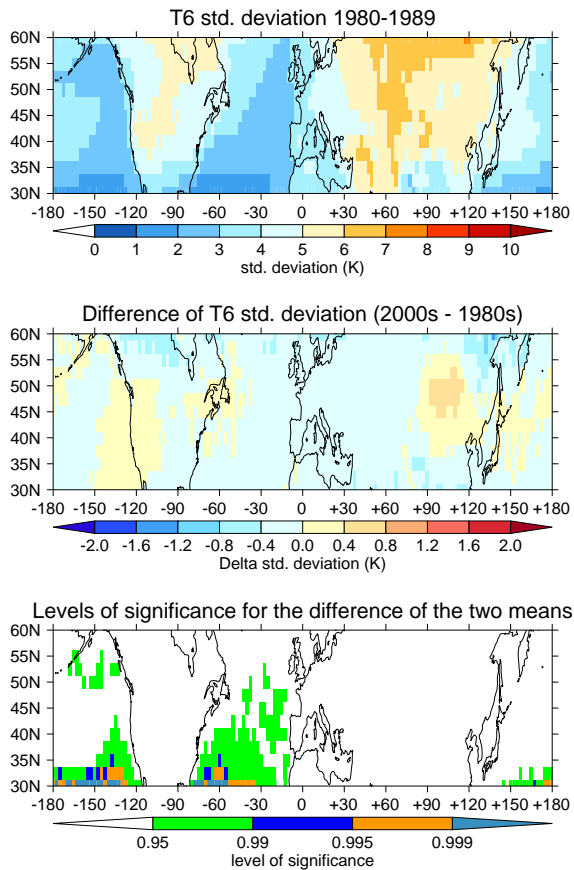 T6 std. deviation 1980-1989
60N
55N
50N
45N
40N
35N
30N
-180 -150 -120 -90 -60 -30 0 +30 +60 +90 +120 +150 +180
0 1 2 3 4 5 6 7 8 9 10
std. deviation (K)
Difference of T6 std. deviation (2000s - 1980s)
60N
55N
50N
45N
40N
35N
30N
-180 -150 -120 -90 -60 -30 0 +30 +60 +90 +120 +150 +180
-2.0 -1.6 -1.2 -0.8 -0.4 0.0 0.4 0.8 1.2 1.6 2.0
Delta std. deviation (K)
Levels of significance for the difference of the two means
60N
55N
50N
45N
40N
35N
30N
-180 -150 -120 -90 -60 -30 0 +30 +60 +90 +120 +150 +180
0.95 0.99 0.995 0.999
level of significance